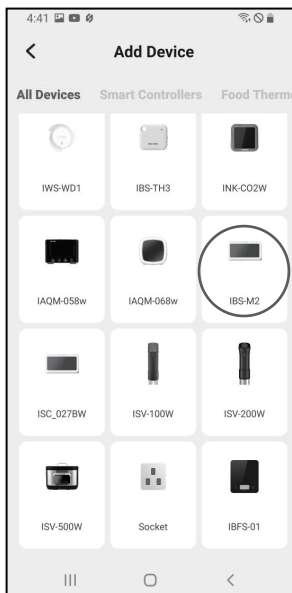 4:41
Add Device
All Devices Smart Controllers Food Therm
IWS-WD1 IBS-TH3 INK-CO2W
IAQM-058w IAQM-068w IBS-M2
ISC_027BW ISV-100W ISV-200W
ISV-500W Socket IBFS-01